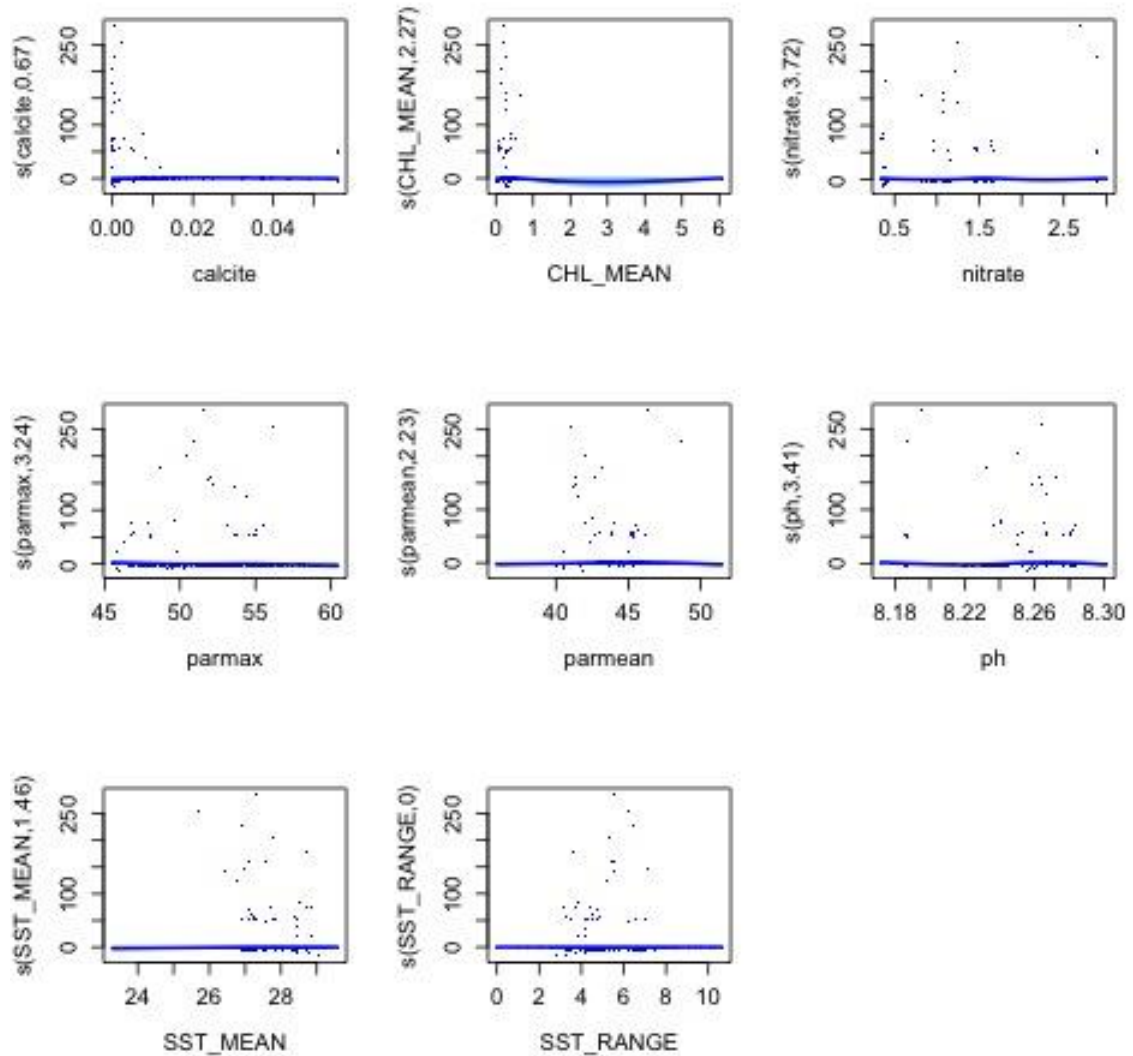 s(calcite,0.67)
250
100
0
0.00 0.02 0.04
calcite
s(CHL_MEAN,2.27)
250
100
0
0 1 2 3 4 5 6
CHL_MEAN
s(nitrate,3.72)
250
100
0
0.5 1.5 2.5
nitrate
s(parmax,3.24)
250
100
0
45 50 55 60
parmax
s(parmean,2.23)
250
100
0
40 45 50
parmean
s(ph,3.41)
250
100
0
8.18 8.22 8.26 8.30
ph
s(SST_MEAN,1.46)
250
100
0
24 26 28
SST_MEAN
s(SST_RANGE,0)
250
100
0
0 2 4 6 8 10
SST_RANGE